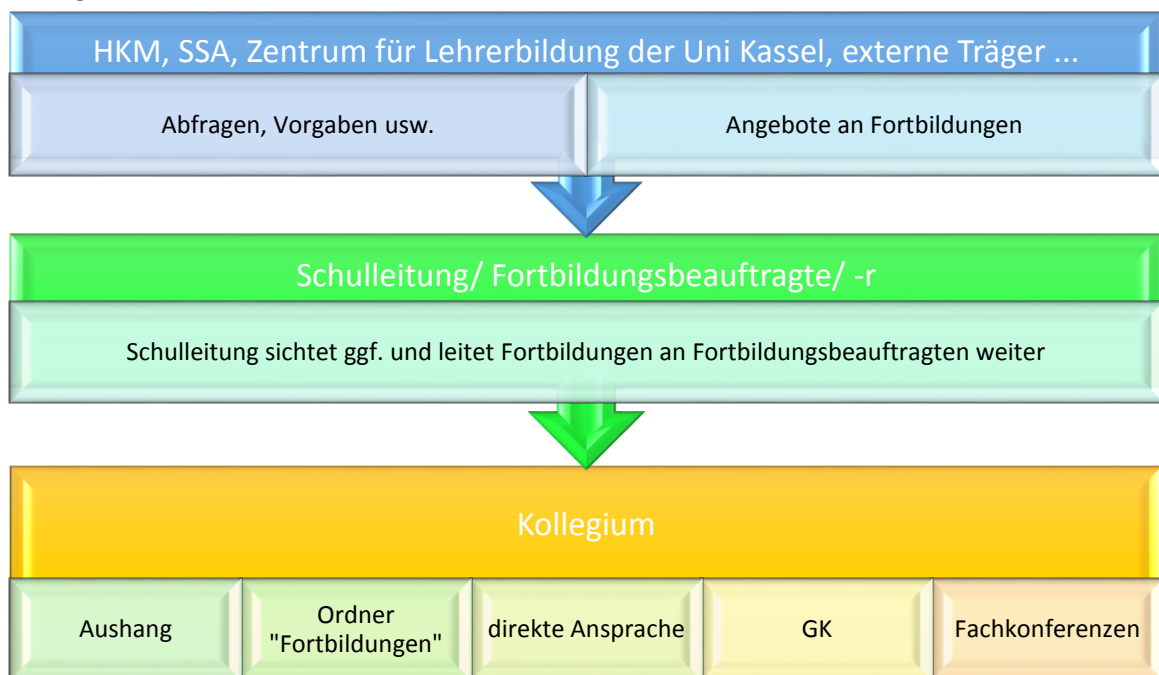 HKM, SSA, Zentrum für Lehrerbildung der Uni Kassel, externe Träger ...
Abfragen, Vorgaben usw.
Angebote an Fortbildungen
Schulleitung/ Fortbildungsbeauftragte/ -r
Schulleitung sichtet ggf. und leitet Fortbildungen an Fortbildungsbeauftragten weiter
Kollegium
Aushang
Ordner
"Fortbildungen"
direkte Ansprache
GK
Fachkonferenzen